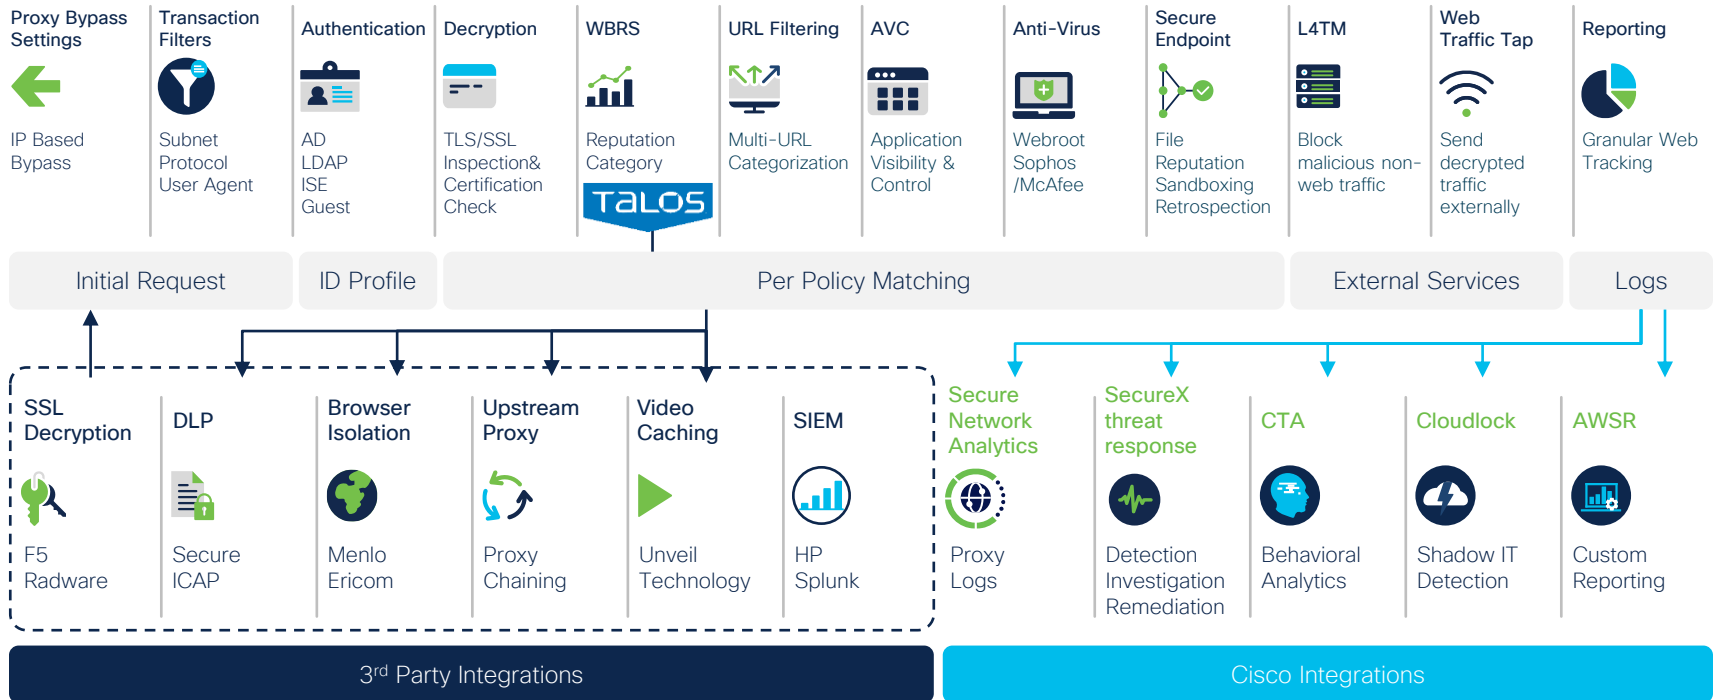 Proxy Bypass
Settings
IP Based
Bypass
Transaction
Filters
Subnet
Protocol
User Agent
Authentication
AD
LDAP
ISE
Guest
Decryption
TLS/SSL
Inspection&
Certification
Check
WBRS
Reputation
Category
TALOS
URL Filtering
Multi-URL
Categorization
AVC
Application
Visibility &
Control
Anti-Virus
Webroot
Sophos
/McAfee
Secure
Endpoint
File
Reputation
Sandboxing
Retrospection
L4TM
Block
malicious non-
web traffic
Web
Traffic Tap
Send
decrypted
traffic
externally
Reporting
Granular Web
Tracking
Initial Request
ID Profile
Per Policy Matching
External Services
Logs
SSL
Decryption
F5
Radware
DLP
Secure
ICAP
Browser
Isolation
Menlo
Ericom
Upstream
Proxy
Proxy
Chaining
Video
Caching
Unveil
Technology
SIEM
HP
Splunk
Secure
Network
Analytics
Proxy
Logs
SecureX
threat
response
Detection
Investigation
Remediation
CTA
Behavioral
Analytics
Cloudlock
Shadow IT
Detection
AWSR
Custom
Reporting
3rd Party Integrations
Cisco Integrations